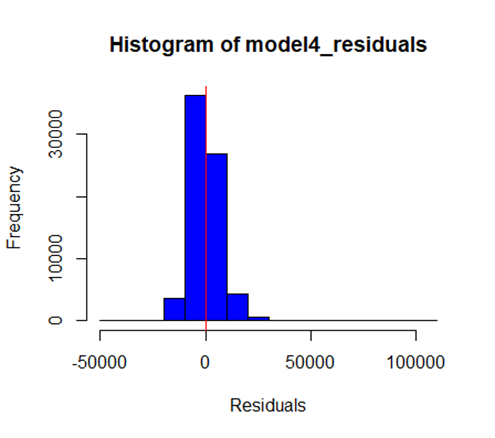 Histogram of model4_residuals
Frequency
30000
10000
0
-50000 0 50000 100000
Residuals